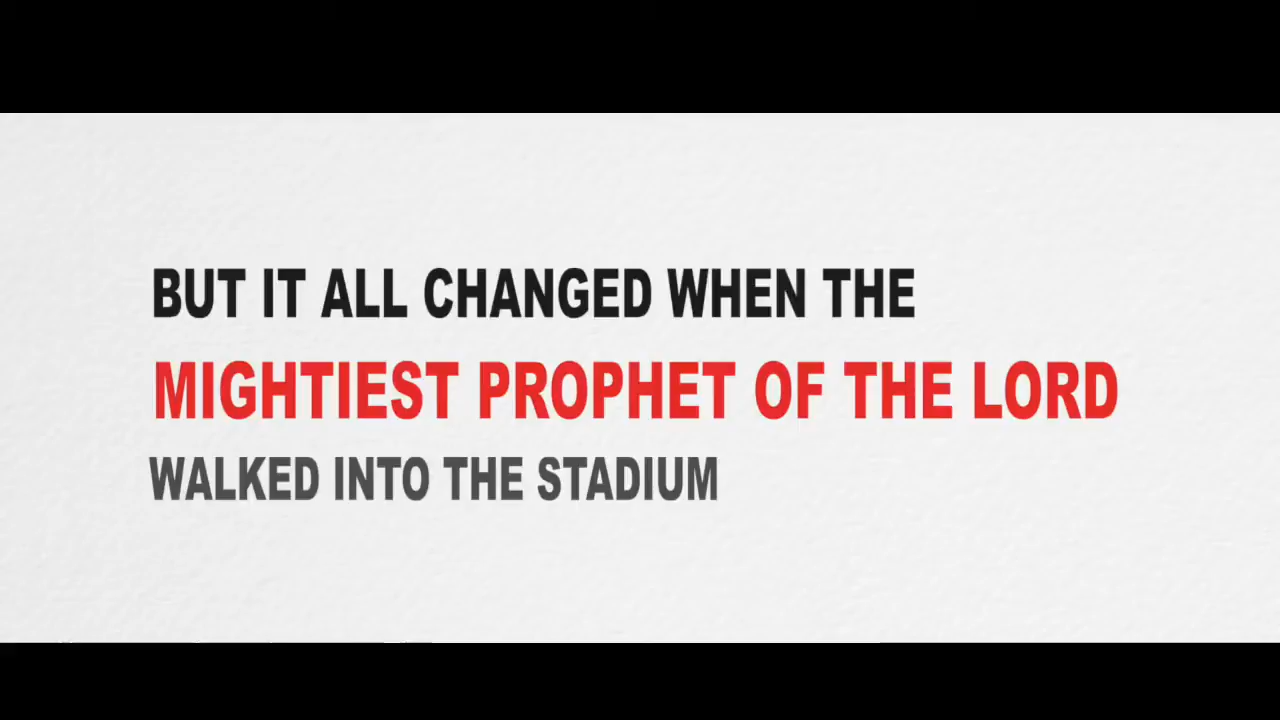 BUT IT ALL CHANGED WHEN THE
MIGHTIEST PROPHET OF THE LORD
WALKED INTO THE STADIUM